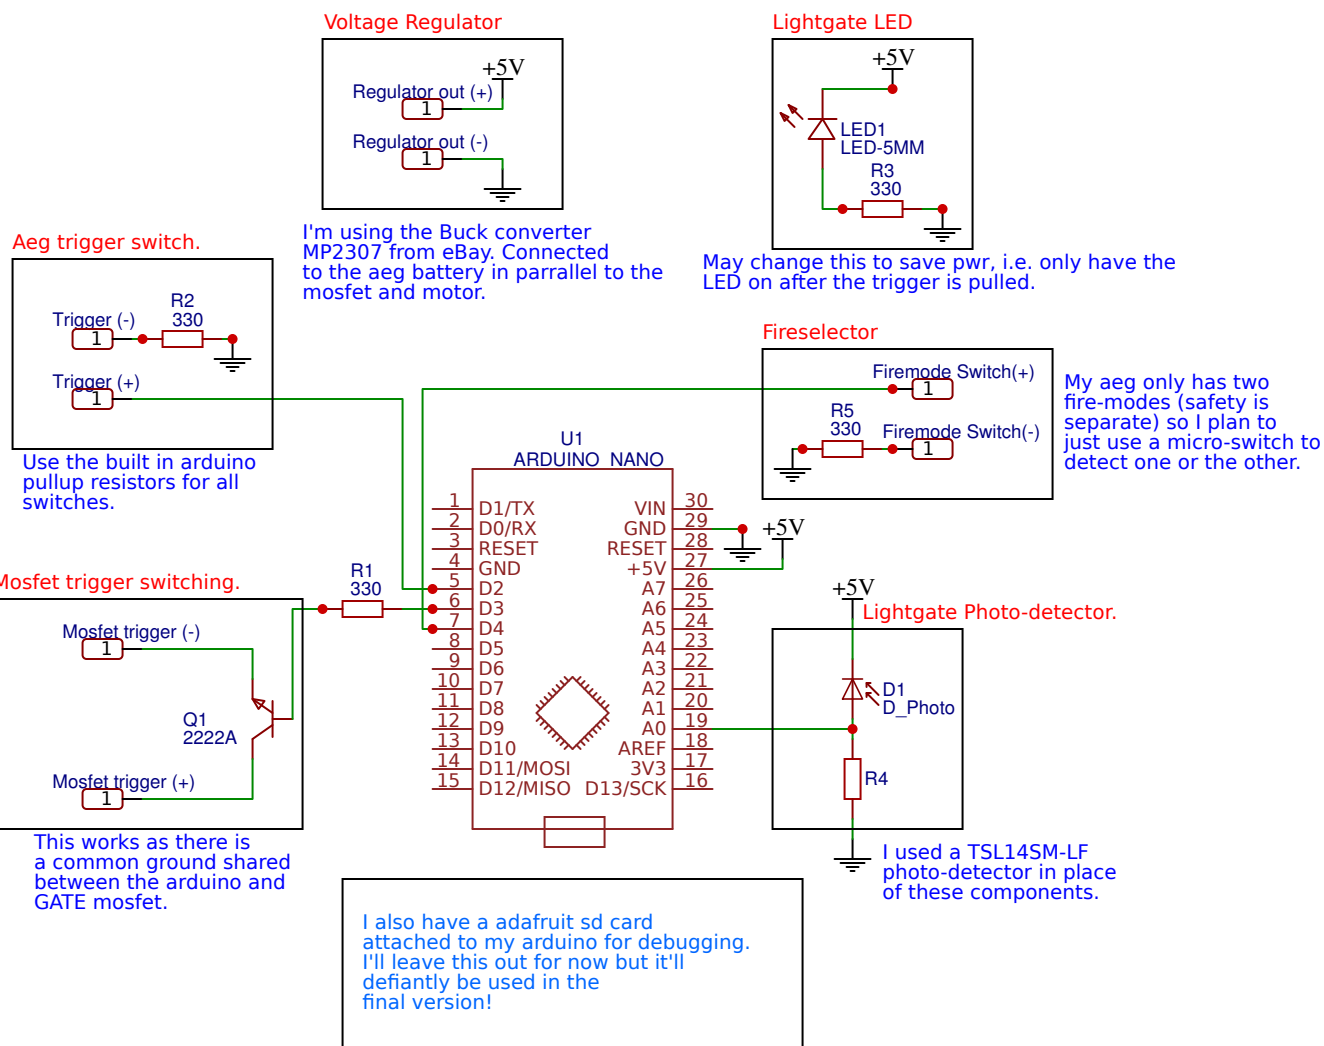 Voltage Regulator
+5V
Regulator out (+)
1
Regulator out (-)
1
I'm using the Buck converter
MP2307 from eBay. Connected
to the aeg battery in parrallel to the
mosfet and motor.
Lightgate LED
+5V
LED1
LED-5MM
R3
330
May change this to save pwr, i.e. only have the
LED on after the trigger is pulled.
Aeg trigger switch.
R2
330
Trigger (-)
1
Trigger (+)
1
Use the built in arduino
pullup resistors for all
switches.
Fireselector
Firemode Switch(+)
1
R5
330
Firemode Switch(-)
1
My aeg only has two
fire-modes (safety is
separate) so I plan to
just use a micro-switch to
detect one or the other.
U1
ARDUINO_NANO
1 D1/TX VIN 30
2 D0/RX GND 29
3 RESET RESET 28
4 GND +5V 27
5 D2 A7 26
6 D3 A6 25
7 D4 A5 24
8 D5 A4 23
9 D6 A3 22
10 D7 A2 21
11 D8 A1 20
12 D9 A0 19
13 D10 AREF 18
14 D11/MOSI 3V3 17
15 D12/MISO D13/SCK 16
+5V
R1
330
Mosfet trigger switching.
Mosfet trigger (-)
1
Q1
2222A
Mosfet trigger (+)
1
This works as there is
a common ground shared
between the arduino and
GATE mosfet.
+5V
Lightgate Photo-detector.
D1
D_Photo
R4
I used a TSL14SM-LF
photo-detector in place
of these components.
I also have a adafruit sd card
attached to my arduino for debugging.
I'll leave this out for now but it'll
defiantly be used in the
final version!